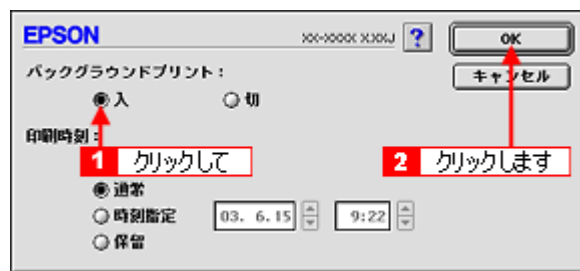 EPSON XX-XXXX X.XXJ ? OK
バックグラウンドプリント： キャンセル
入 切
印刷時刻：
1 クリックして 2 クリックします
通常
時刻指定 03. 6.15 9:22
保留